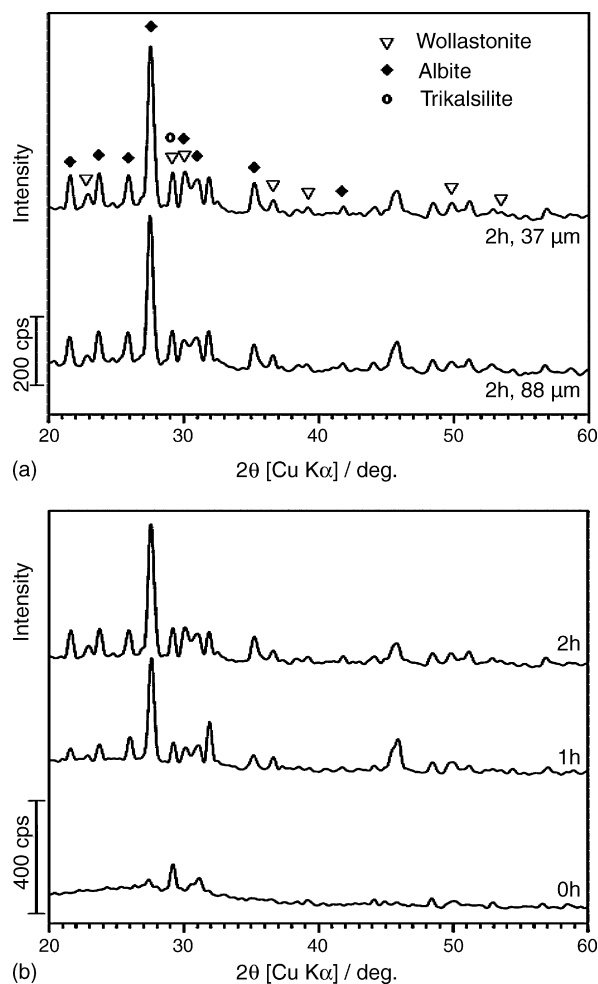 Wollastonite
Albite
Trikalsilite
Intensity
200 cps
2h, 37 µm
2h, 88 µm
20 30 40 50 60
(a) 2θ [Cu Kα] / deg.
Intensity
400 cps
2h
1h
0h
20 30 40 50 60
(b) 2θ [Cu Kα] / deg.